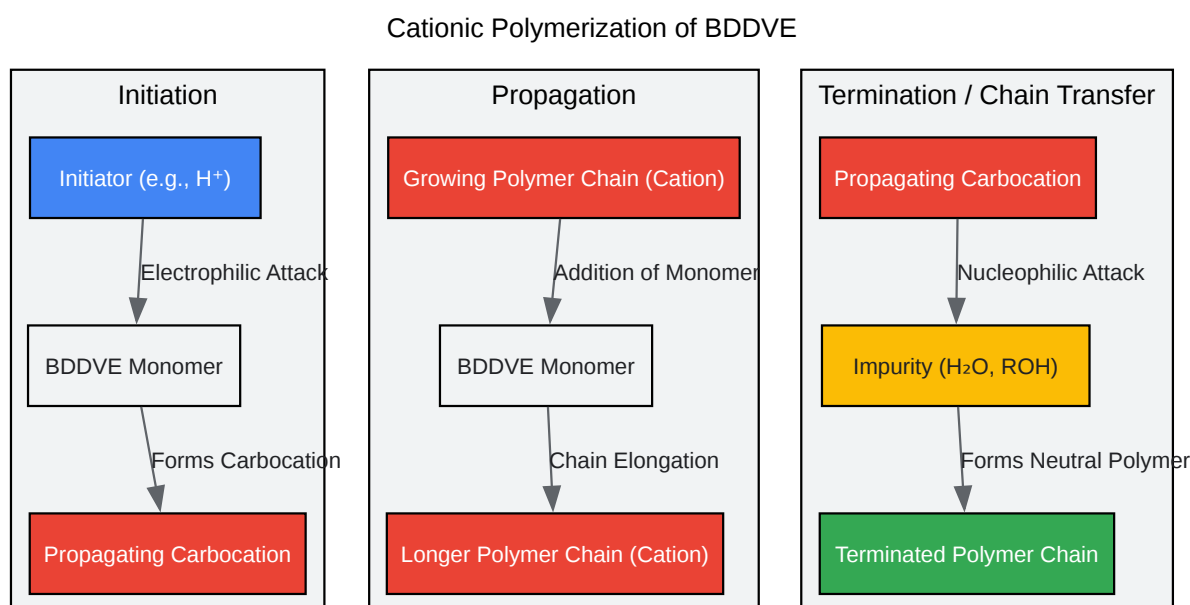 Cationic Polymerization of BDDVE
Initiation
Initiator (e.g., H⁺)
Electrophilic Attack
BDDVE Monomer
Forms Carbocation
Propagating Carbocation
Propagation
Growing Polymer Chain (Cation)
Addition of Monomer
BDDVE Monomer
Chain Elongation
Longer Polymer Chain (Cation)
Termination / Chain Transfer
Propagating Carbocation
Nucleophilic Attack
Impurity (H₂O, ROH)
Forms Neutral Polymer
Terminated Polymer Chain